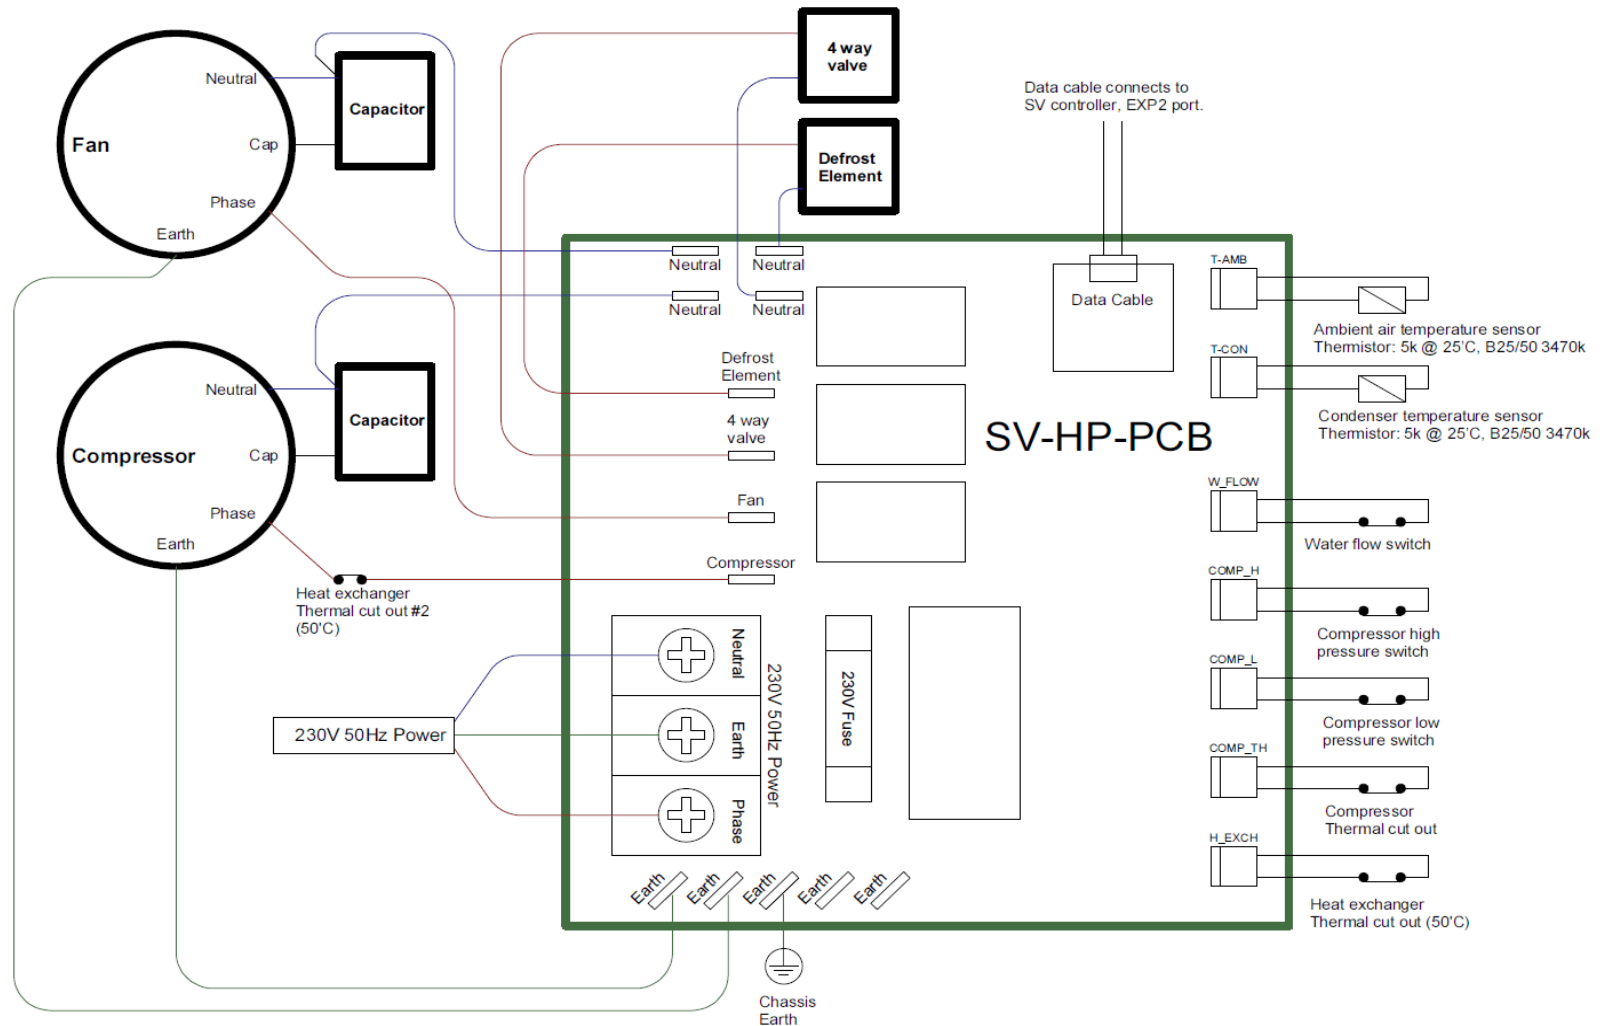 Neutral
Capacitor
Fan
Cap
Phase
Earth
4 way
valve
Defrost
Element
Data cable connects to
SV controller, EXP2 port.
Neutral
Neutral
Neutral
Neutral
Data Cable
T-AMB
Ambient air temperature sensor
Thermistor: 5k @ 25'C, B25/50 3470k
T-CON
Condenser temperature sensor
Thermistor: 5k @ 25'C, B25/50 3470k
Neutral
Capacitor
Compressor
Cap
Phase
Earth
Heat exchanger
Thermal cut out #2
(50'C)
Defrost
Element
4 way
valve
Fan
Compressor
SV-HP-PCB
W_FLOW
Water flow switch
COMP_H
Compressor high
pressure switch
COMP_L
Compressor low
pressure switch
COMP_TH
Compressor
Thermal cut out
H_EXCH
Heat exchanger
Thermal cut out (50'C)
230V 50Hz Power
Neutral
Earth
Phase
230V 50Hz Power
230V Fuse
Earth
Earth
Earth
Earth
Earth
Chassis
Earth